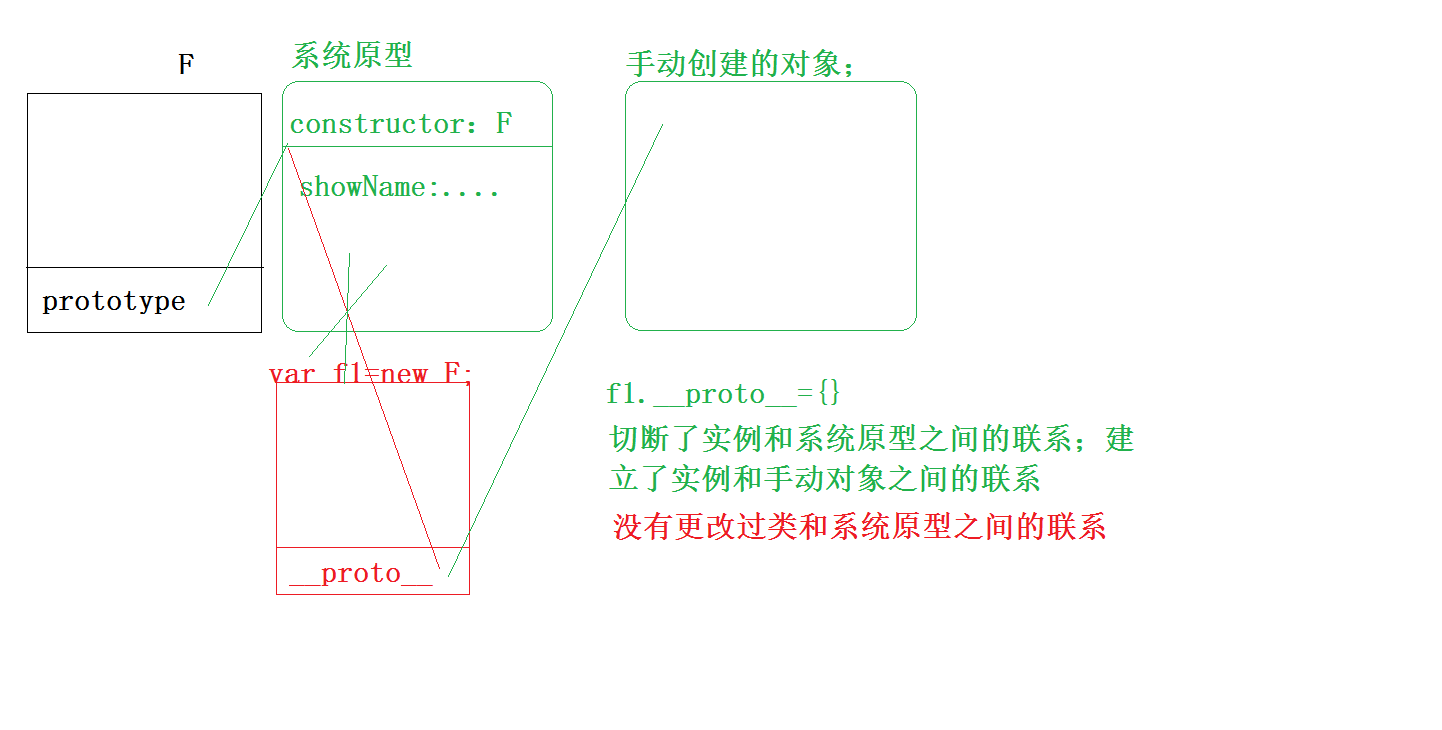 F
系统原型
手动创建的对象；
constructor：F
showName:....
prototype
var f1=new F;
__proto__
f1.__proto__={}
切断了实例和系统原型之间的联系；建
立了实例和手动对象之间的联系
没有更改过类和系统原型之间的联系